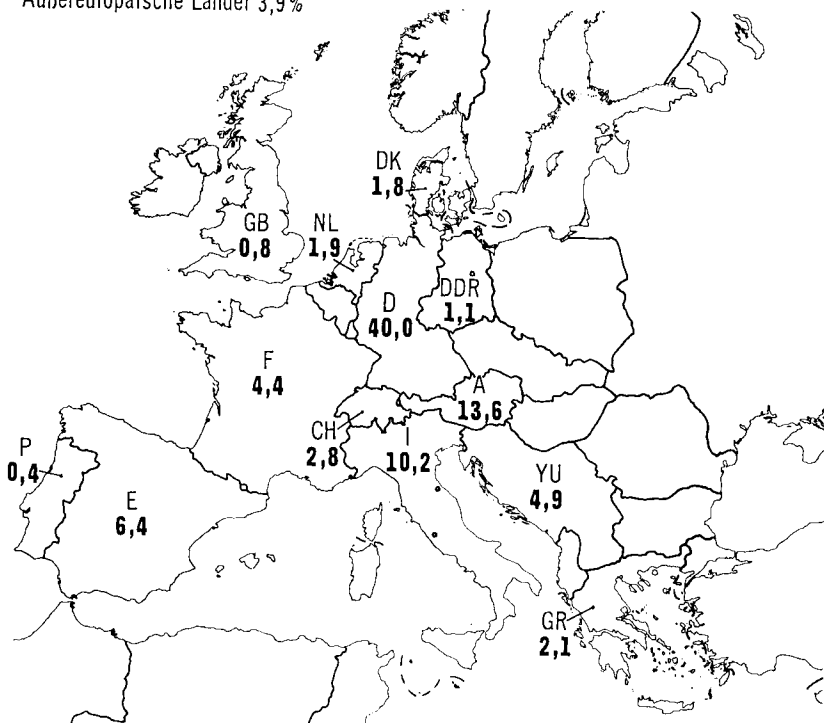 Außereuropäische Länder 3,9%
DK
1,8
GB
0,8
NL
1,9
D
40,0
DDR
1,1
F
4,4
A
13,6
CH
2,8
I
10,2
P
0,4
E
6,4
YU
4,9
GR
2,1